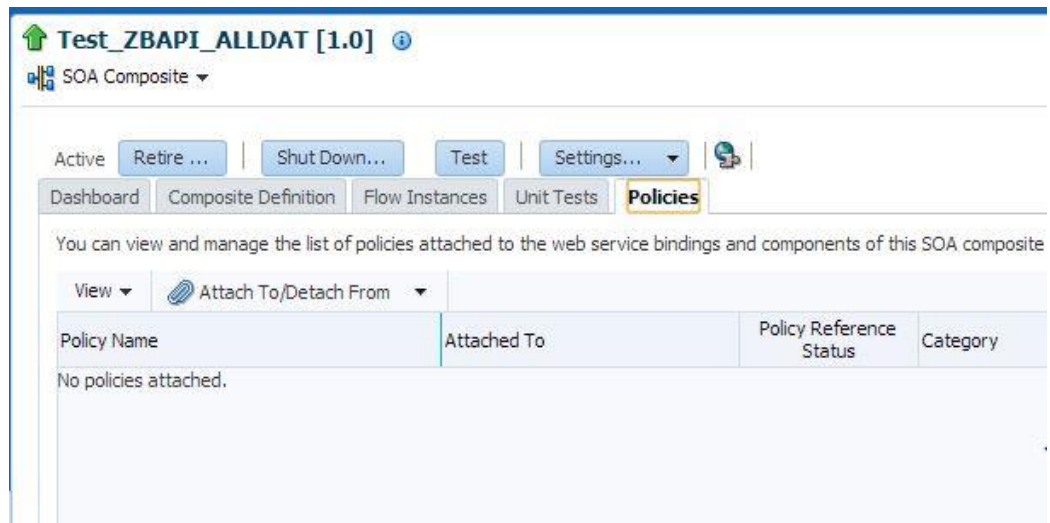 Test_ZBAPI_ALLDAT [1.0]
SOA Composite
Active Retire ... Shut Down... Test Settings...
Dashboard Composite Definition Flow Instances Unit Tests Policies
You can view and manage the list of policies attached to the web service bindings and components of this SOA composite
View Attach To/Detach From
Policy Name Attached To Policy Reference Status Category
No policies attached.